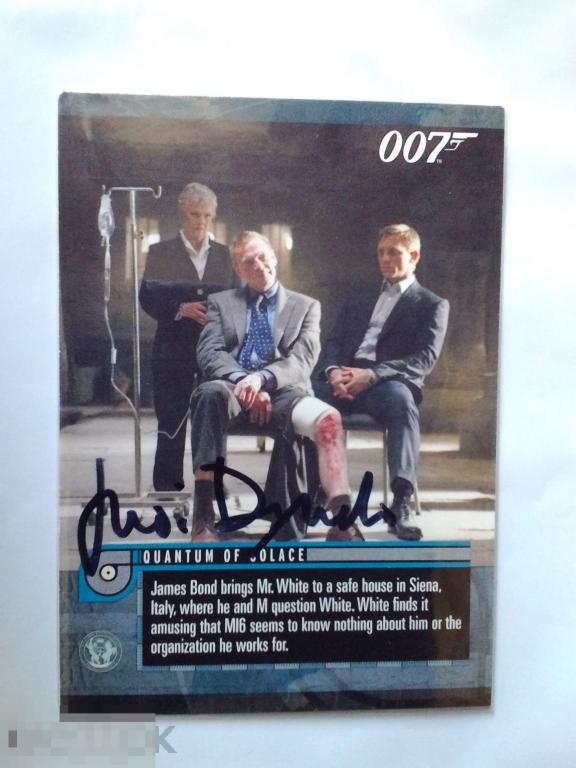 007
QUANTUM OF SOLACE
James Bond brings Mr. White to a safe house in Siena,
Italy, where he and M question White. White finds it
amusing that MI6 seems to know nothing about him or the
organization he works for.